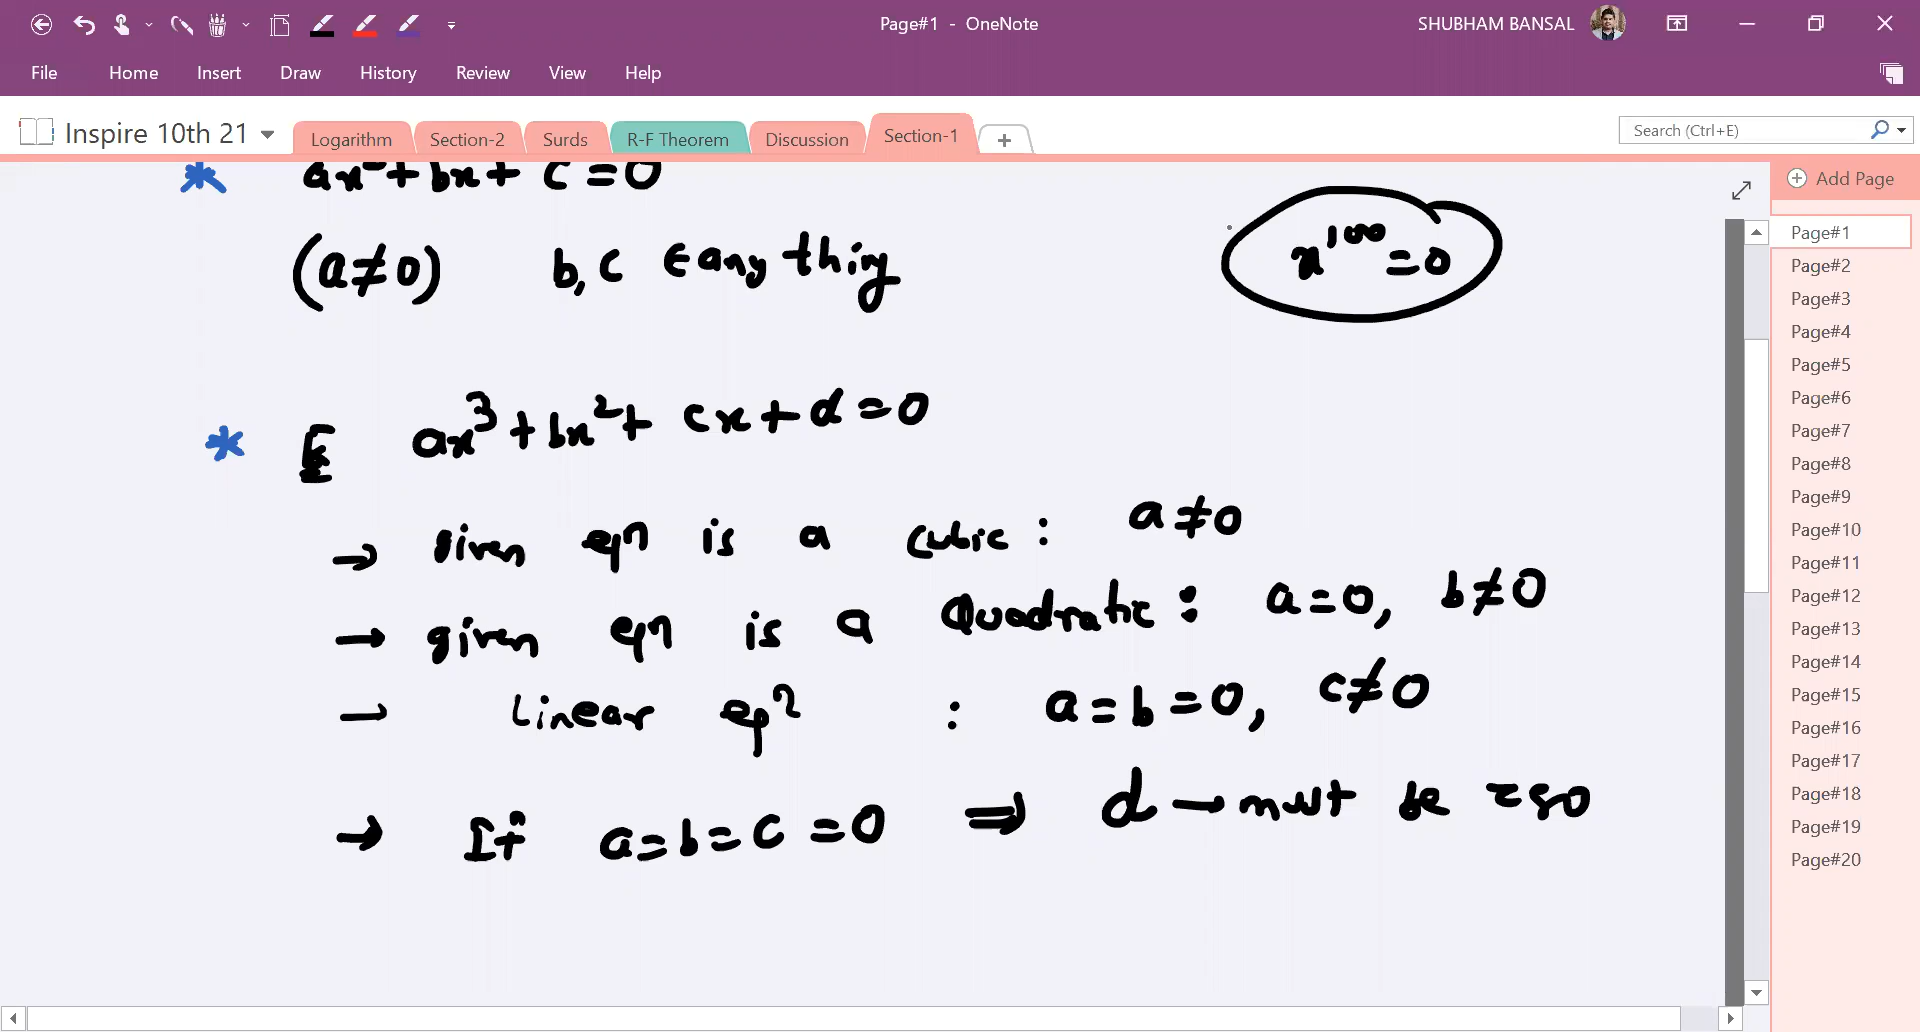 Page#1 - OneNote
SHUBHAM BANSAL
File Home Insert Draw History Review View Help
Inspire 10th 21
Logarithm Section-2 Surds R-F Theorem Discussion Section-1
Search (Ctrl+E)
Add Page
ax²+bx+c=0
(a≠0) b,c ∈ any thing
x¹⁰⁰=0
ax³+bx²+cx+d=0
→ given eqn is a cubic: a≠0
→ given eqn is a Quadratic: a=0, b≠0
→ Linear eqn : a=b=0, c≠0
→ If a=b=c=0 ⇒ d → must be zero
Page#1
Page#2
Page#3
Page#4
Page#5
Page#6
Page#7
Page#8
Page#9
Page#10
Page#11
Page#12
Page#13
Page#14
Page#15
Page#16
Page#17
Page#18
Page#19
Page#20